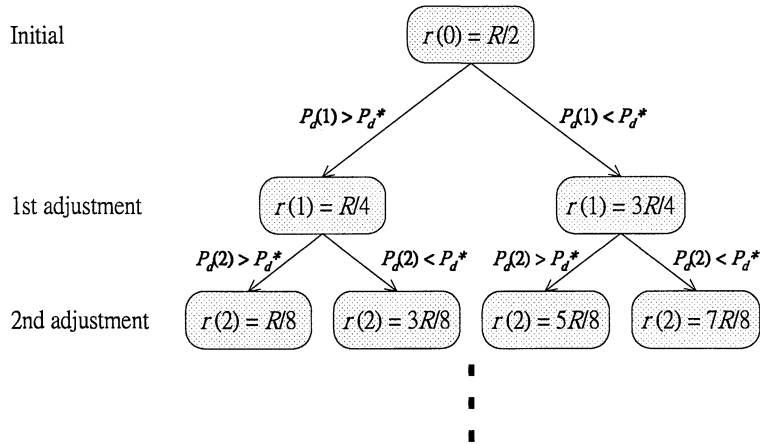 Initial
r(0) = R/2
P_d(1) > P_d*
P_d(1) < P_d*
1st adjustment
r(1) = R/4
r(1) = 3R/4
P_d(2) > P_d*
P_d(2) < P_d*
P_d(2) > P_d*
P_d(2) < P_d*
2nd adjustment
r(2) = R/8
r(2) = 3R/8
r(2) = 5R/8
r(2) = 7R/8